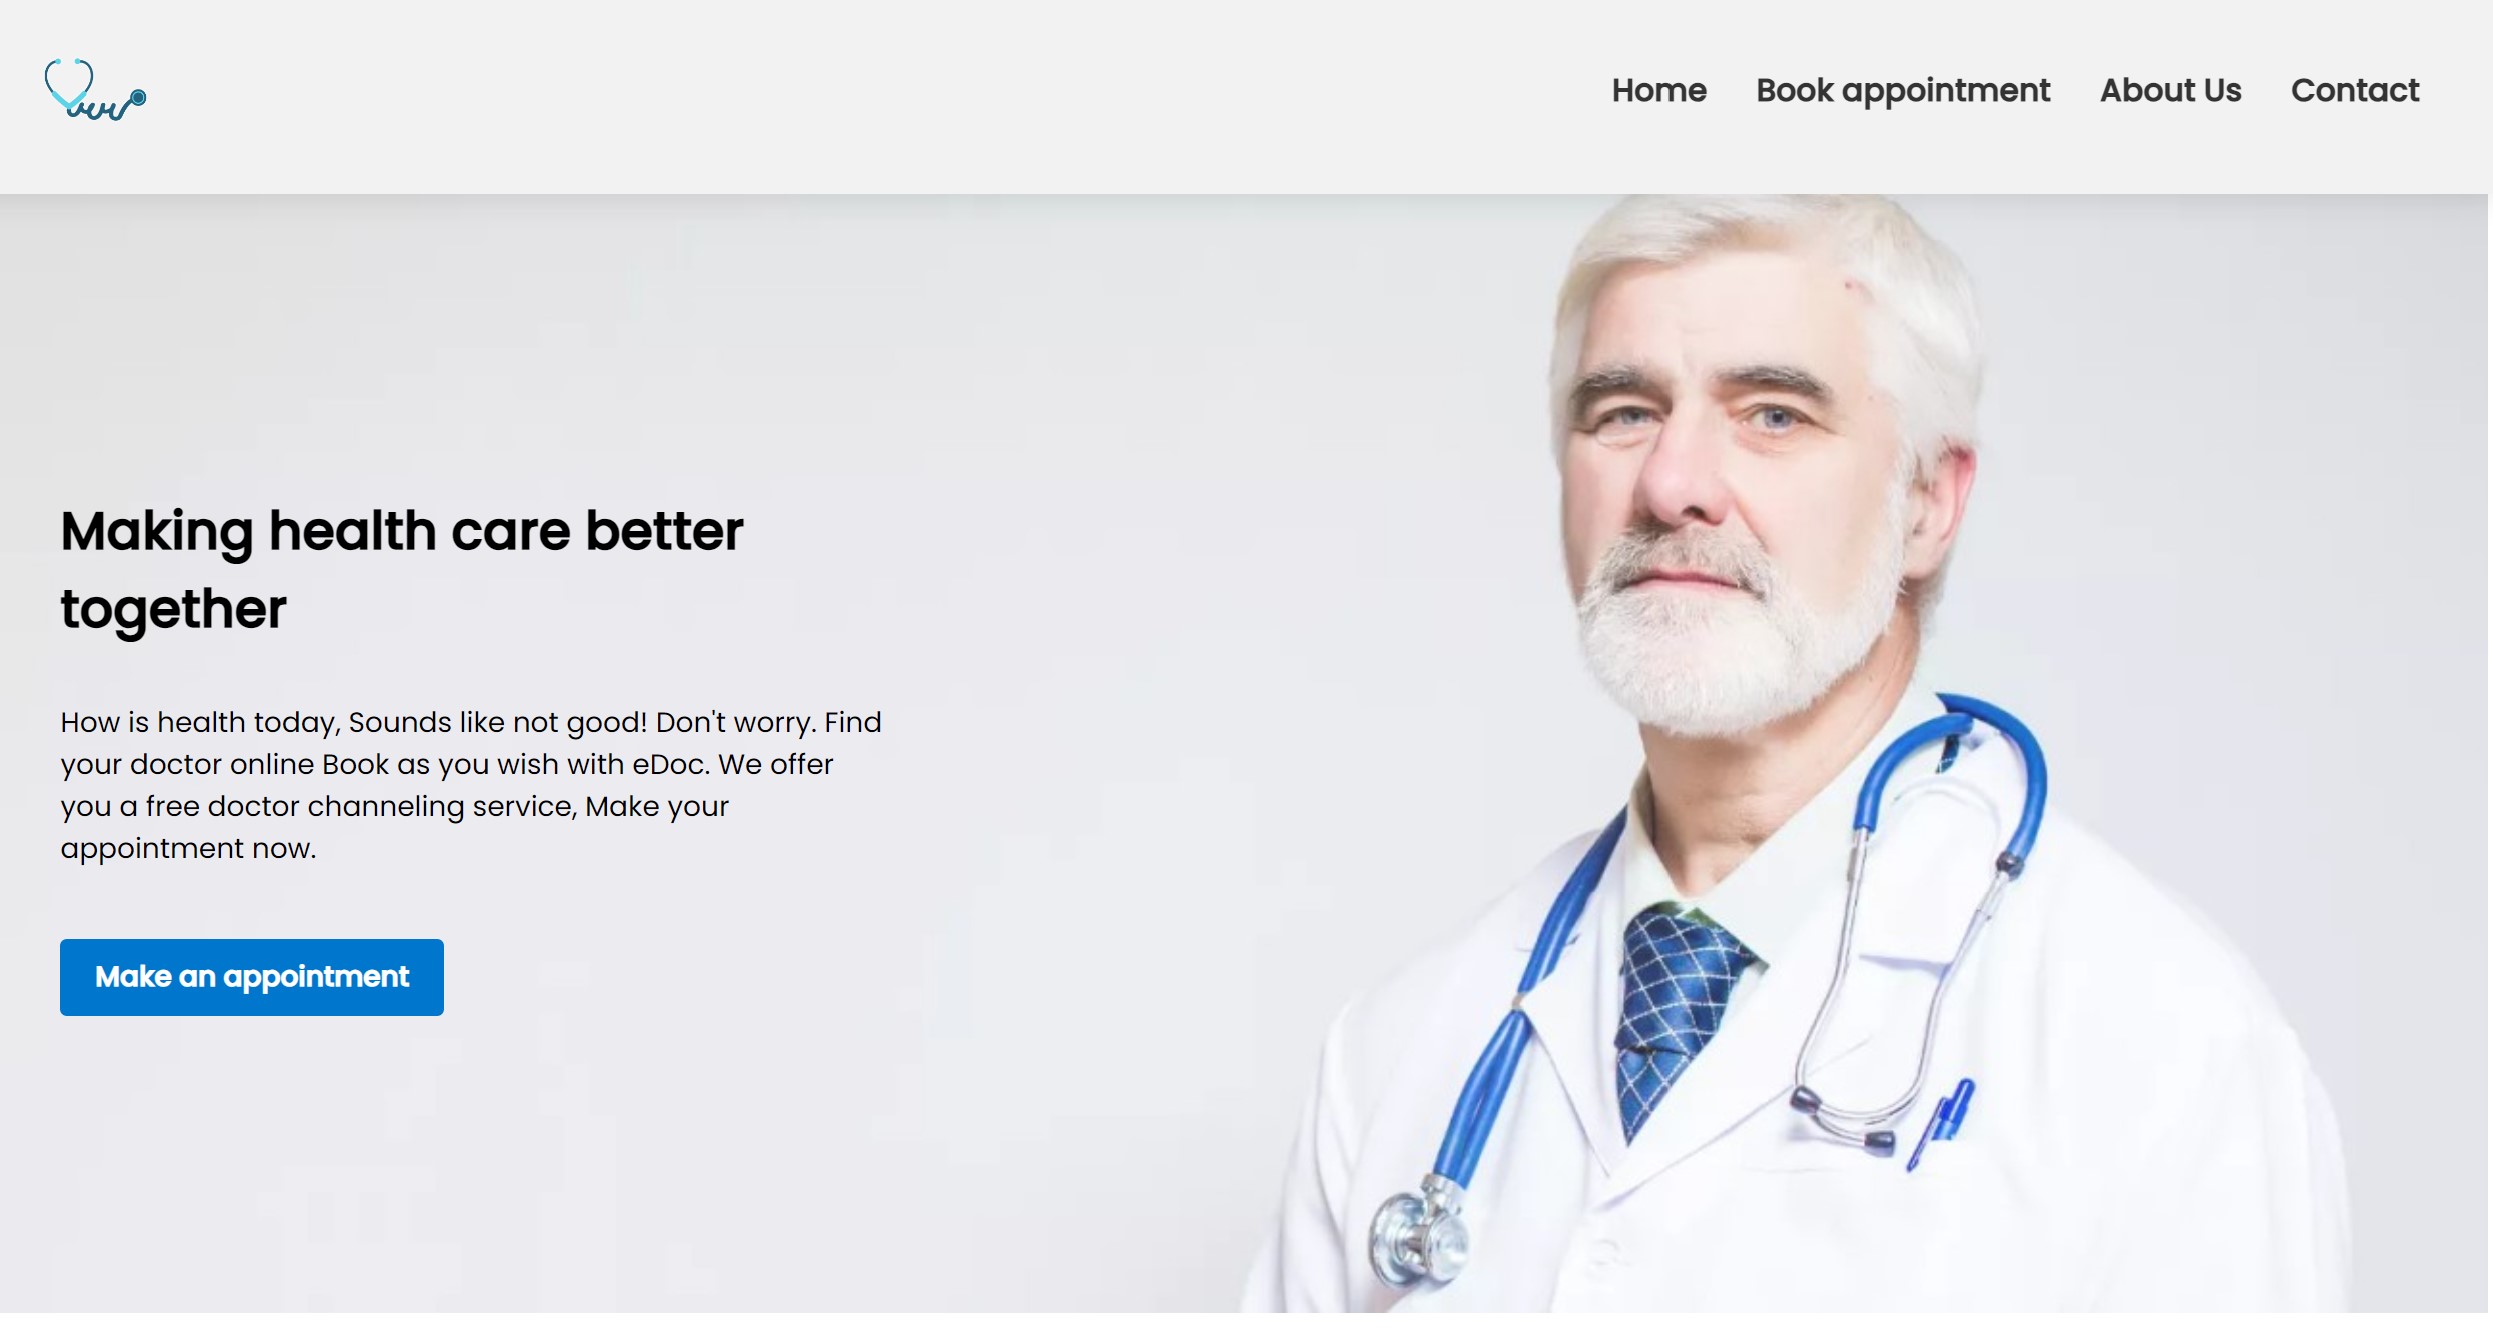 Home
Book appointment
About Us
Contact
Making health care better
together
How is health today, Sounds like not good! Don't worry. Find
your doctor online Book as you wish with eDoc. We offer
you a free doctor channeling service, Make your
appointment now.
Make an appointment